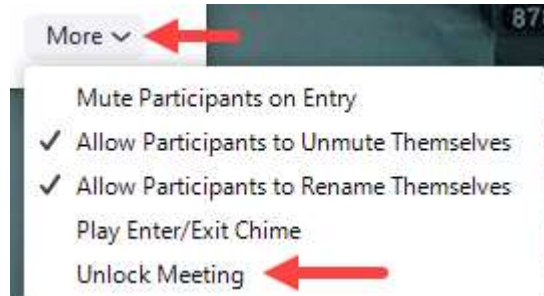 More
Mute Participants on Entry
✓ Allow Participants to Unmute Themselves
✓ Allow Participants to Rename Themselves
Play Enter/Exit Chime
Unlock Meeting